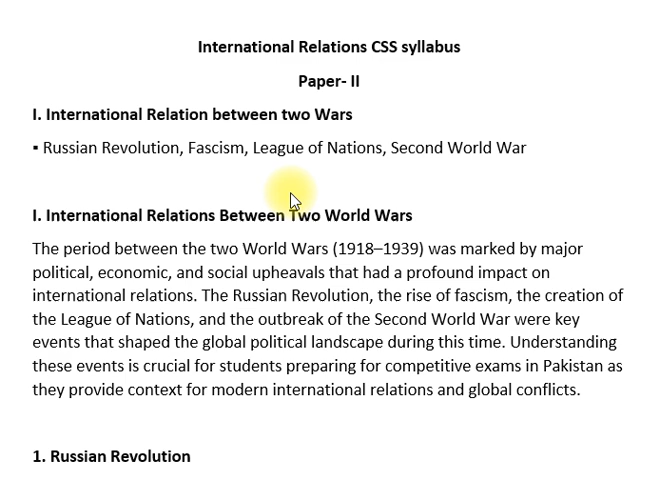 International Relations CSS syllabus
Paper- II
I. International Relation between two Wars
▪ Russian Revolution, Fascism, League of Nations, Second World War
I. International Relations Between Two World Wars
The period between the two World Wars (1918–1939) was marked by major
political, economic, and social upheavals that had a profound impact on
international relations. The Russian Revolution, the rise of fascism, the creation of
the League of Nations, and the outbreak of the Second World War were key
events that shaped the global political landscape during this time. Understanding
these events is crucial for students preparing for competitive exams in Pakistan as
they provide context for modern international relations and global conflicts.
1. Russian Revolution